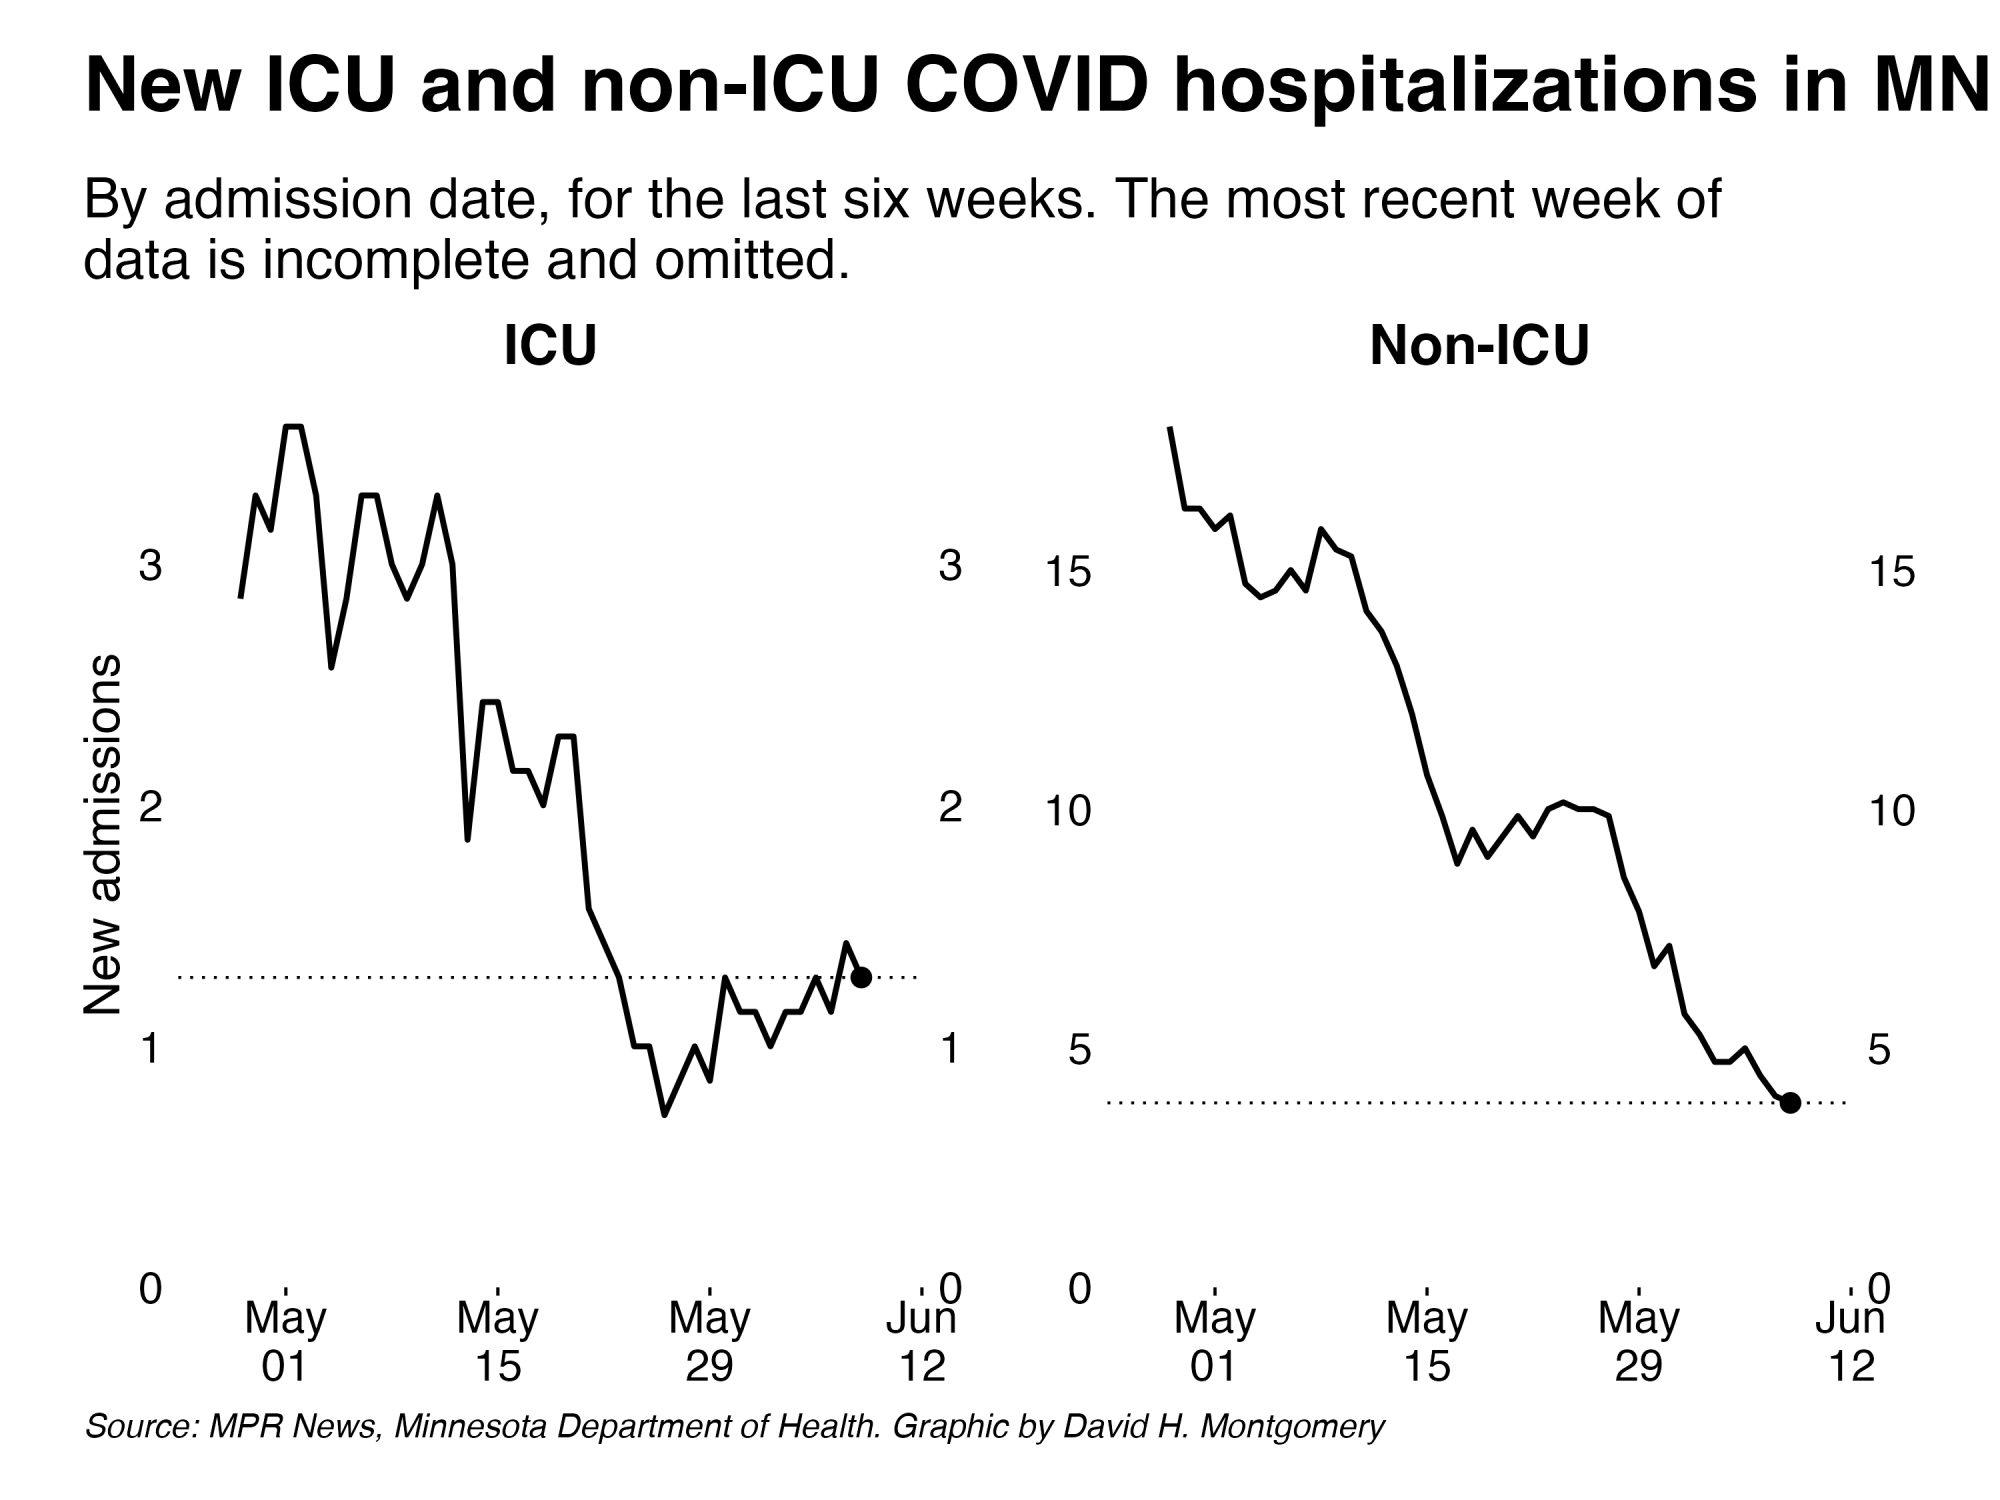 New ICU and non-ICU COVID hospitalizations in MN
By admission date, for the last six weeks. The most recent week of
data is incomplete and omitted.
ICU
Non-ICU
New admissions
3
2
1
0
3
2
1
0
May
01
May
15
May
29
Jun
12
15
10
5
0
15
10
5
0
May
01
May
15
May
29
Jun
12
Source: MPR News, Minnesota Department of Health. Graphic by David H. Montgomery